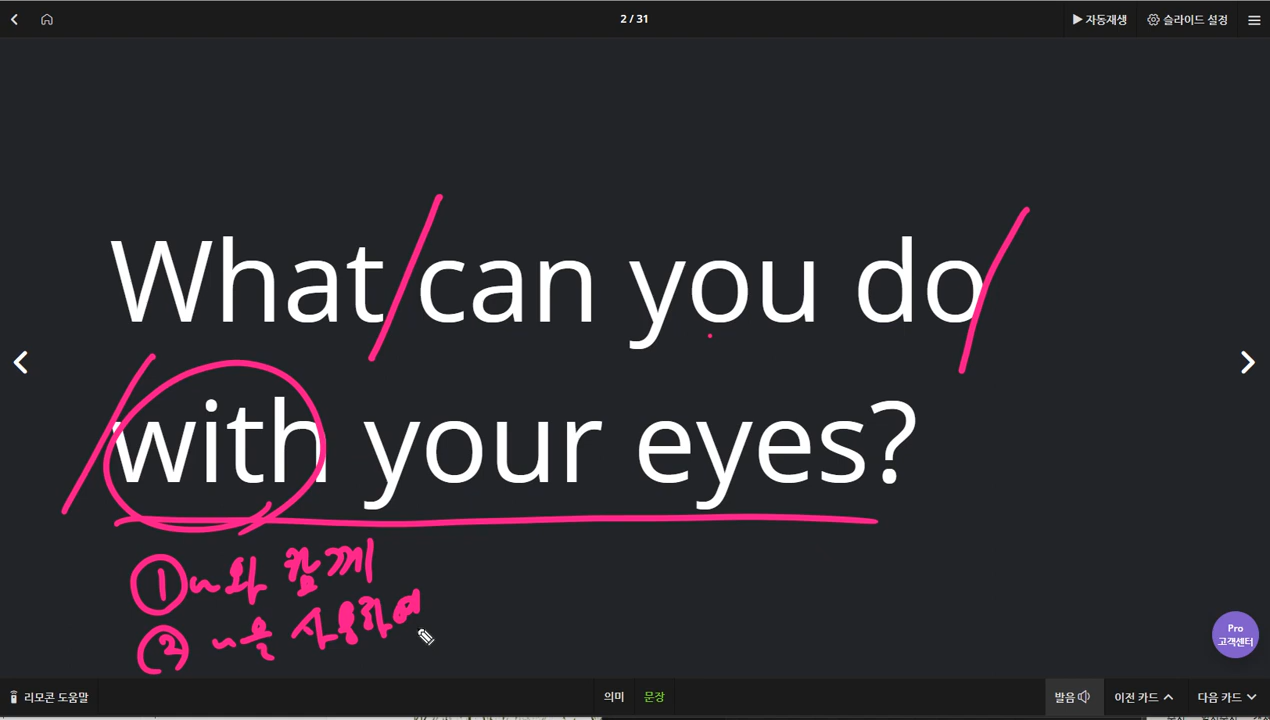 2 / 31
자동재생
슬라이드 설정
What can you do
with your eyes?
① ~와 함께
② ~을 사용하여
Pro
고객센터
리모콘 도움말
의미
문장
발음
이전 카드
다음 카드